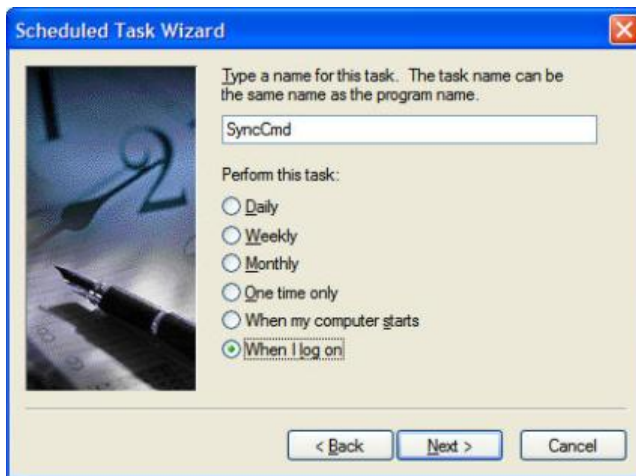 Scheduled Task Wizard
Type a name for this task. The task name can be
the same name as the program name.
SyncCmd
Perform this task:
Daily
Weekly
Monthly
One time only
When my computer starts
When I log on
< Back
Next >
Cancel